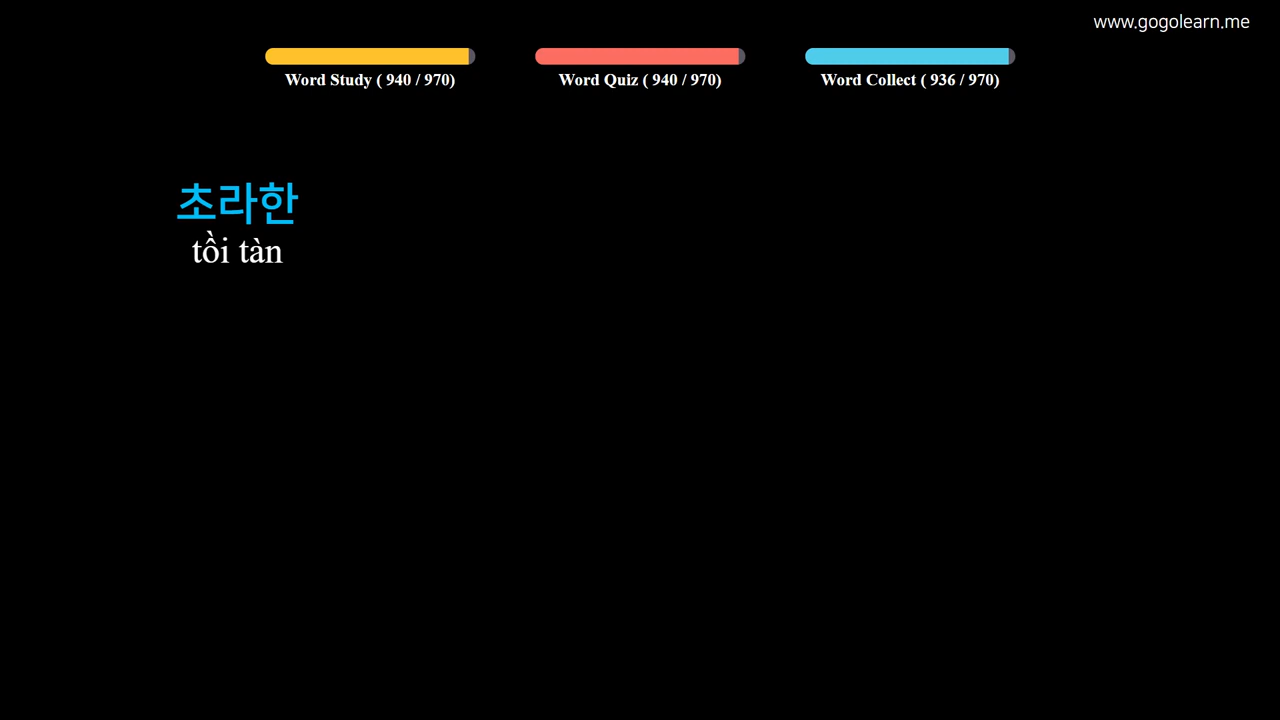 www.gogolearn.me
Word Study ( 940 / 970)
Word Quiz ( 940 / 970)
Word Collect ( 936 / 970)
초라한
tồi tàn